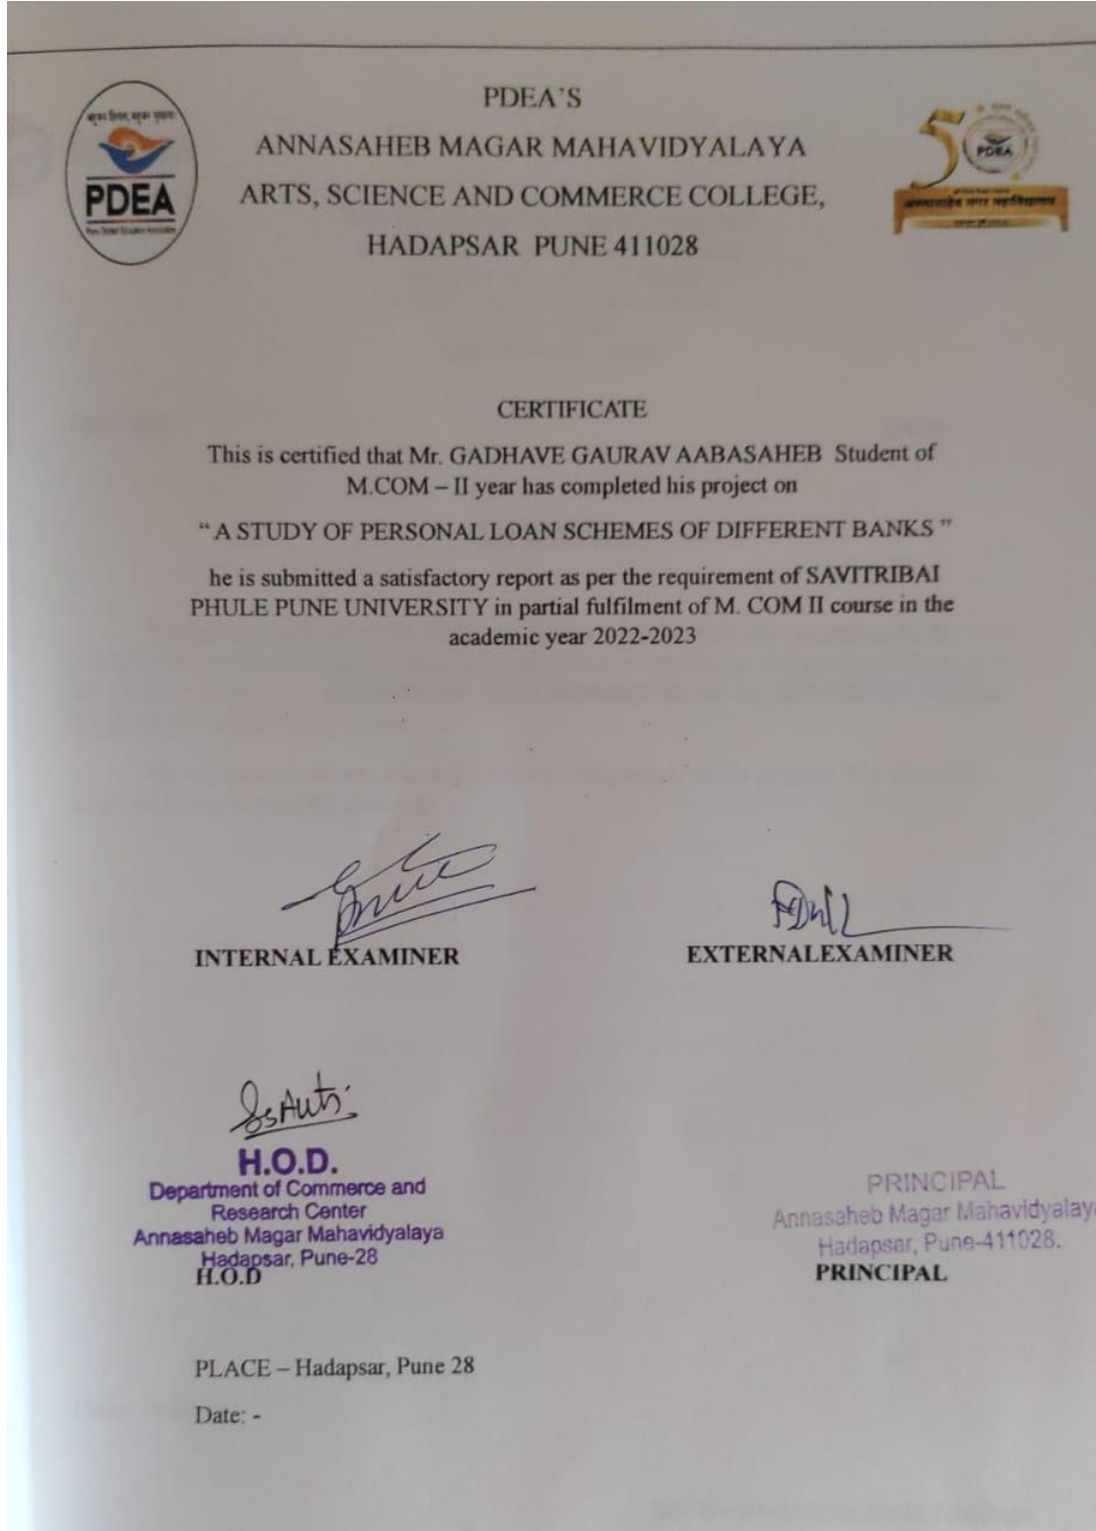 PDEA'S
ANNASAHEB MAGAR MAHAVIDYALAYA
ARTS, SCIENCE AND COMMERCE COLLEGE,
HADAPSAR PUNE 411028
PDEA
50
PDEA
CERTIFICATE
This is certified that Mr. GADHAVE GAURAV AABASAHEB Student of
M.COM – II year has completed his project on
“ A STUDY OF PERSONAL LOAN SCHEMES OF DIFFERENT BANKS ”
he is submitted a satisfactory report as per the requirement of SAVITRIBAI
PHULE PUNE UNIVERSITY in partial fulfilment of M. COM II course in the
academic year 2022-2023
INTERNAL EXAMINER
EXTERNALEXAMINER
H.O.D.
Department of Commerce and
Research Center
Annasaheb Magar Mahavidyalaya
Hadapsar, Pune-28
H.O.D
PRINCIPAL
Annasaheb Magar Mahavidyalay
Hadapsar, Pune-411028.
PRINCIPAL
PLACE – Hadapsar, Pune 28
Date: -